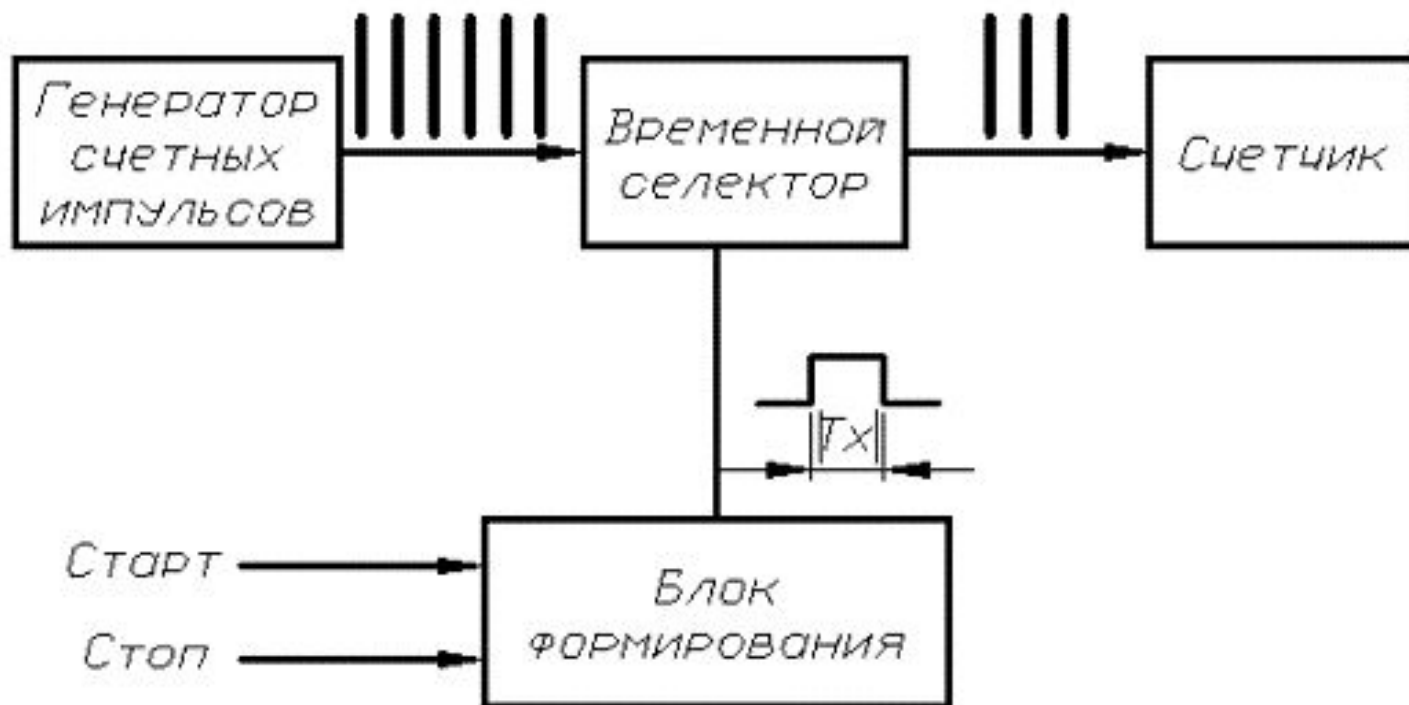 Генератор
счетных
импульсов
Временной
селектор
Счетчик
Tx
Старт
Стоп
Блок
формирования